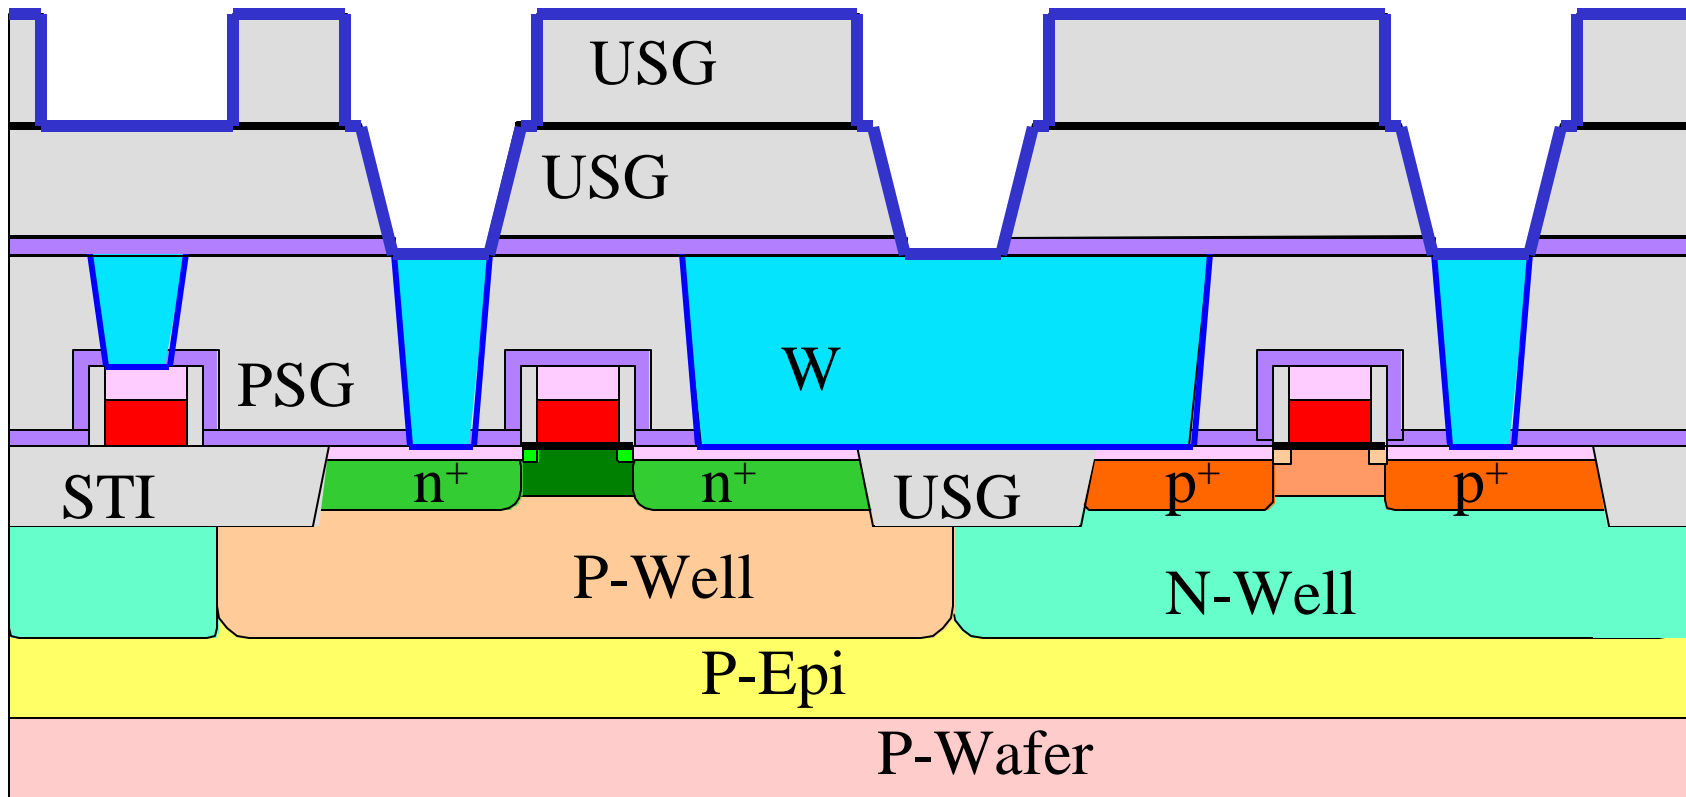 USG
USG
W
PSG
STI
n+
n+
USG
p+
p+
P-Well
N-Well
P-Epi
P-Wafer